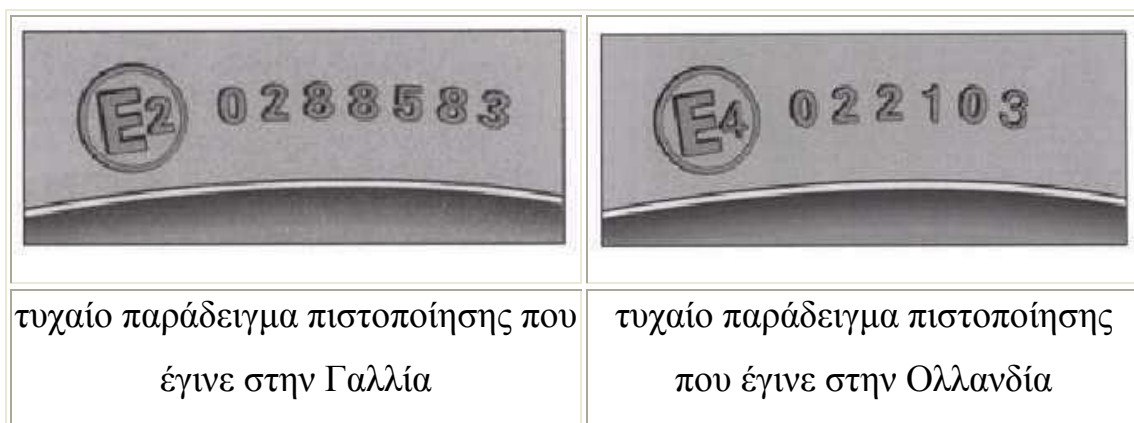 E2 0288583
E4 022103
τυχαίο παράδειγμα πιστοποίησης που
έγινε στην Γαλλία
τυχαίο παράδειγμα πιστοποίησης
που έγινε στην Ολλανδία